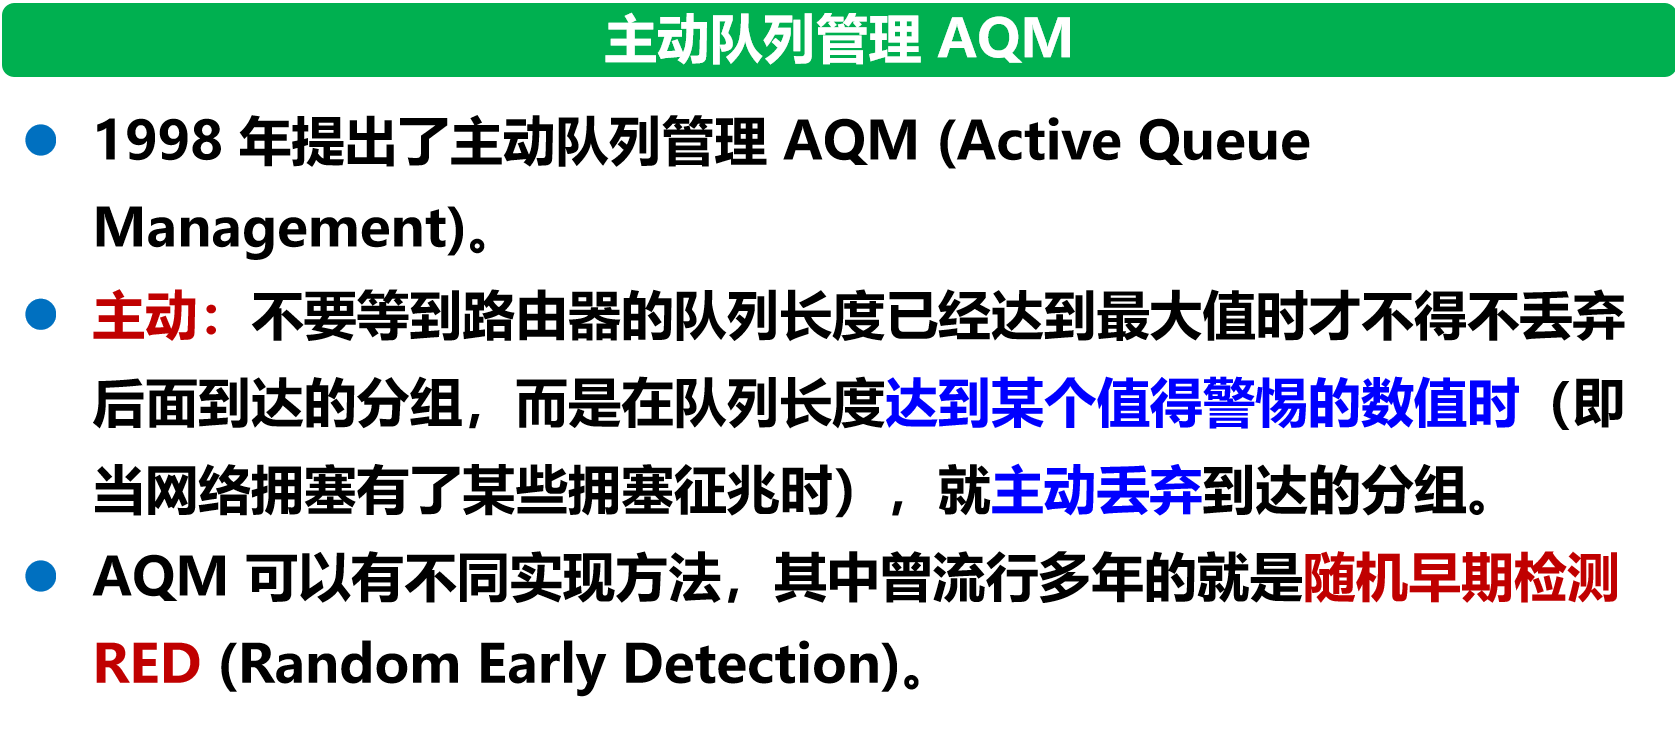 主动队列管理 AQM
1998 年提出了主动队列管理 AQM (Active Queue
Management)。
主动：不要等到路由器的队列长度已经达到最大值时才不得不丢弃
后面到达的分组，而是在队列长度达到某个值得警惕的数值时（即
当网络拥塞有了某些拥塞征兆时），就主动丢弃到达的分组。
AQM 可以有不同实现方法，其中曾流行多年的就是随机早期检测
RED (Random Early Detection)。